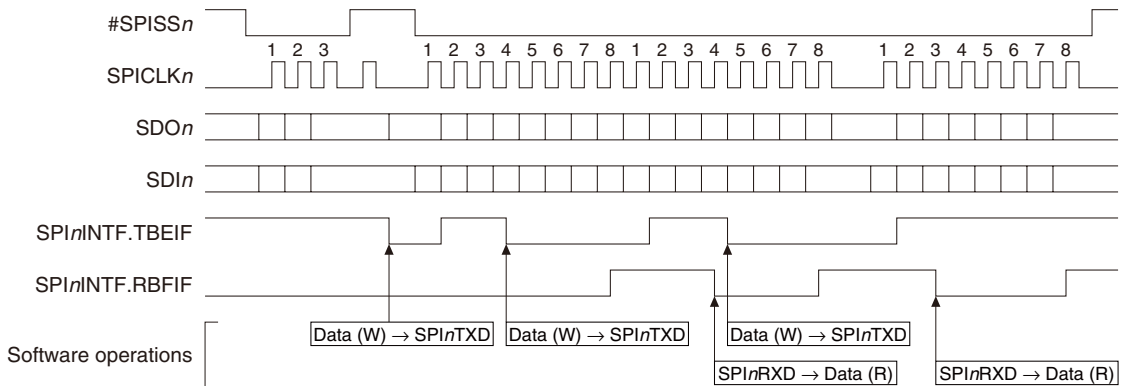 #SPISSn
1 2 3 1 2 3 4 5 6 7 8 1 2 3 4 5 6 7 8 1 2 3 4 5 6 7 8
SPICLKn
SDOn
SDIn
SPInINTF.TBEIF
SPInINTF.RBFIF
Data (W) → SPInTXD Data (W) → SPInTXD Data (W) → SPInTXD
Software operations
SPInRXD → Data (R) SPInRXD → Data (R)